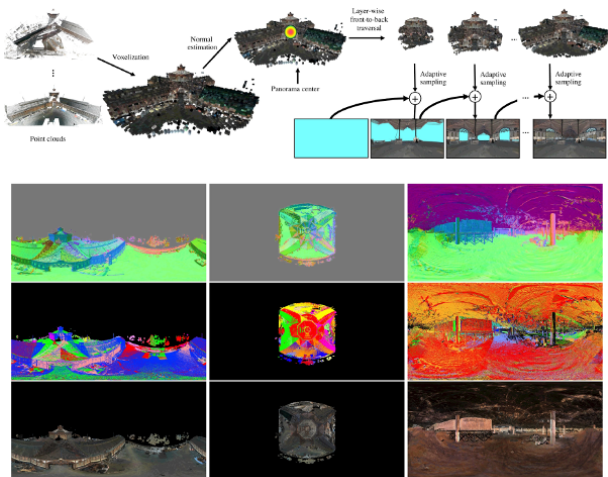 Voxelization
Normal
estimation
Layer-wise
front-to-back
traversal
...
Panorama center
Adaptive
sampling
Adaptive
sampling
Adaptive
sampling
...
Point clouds